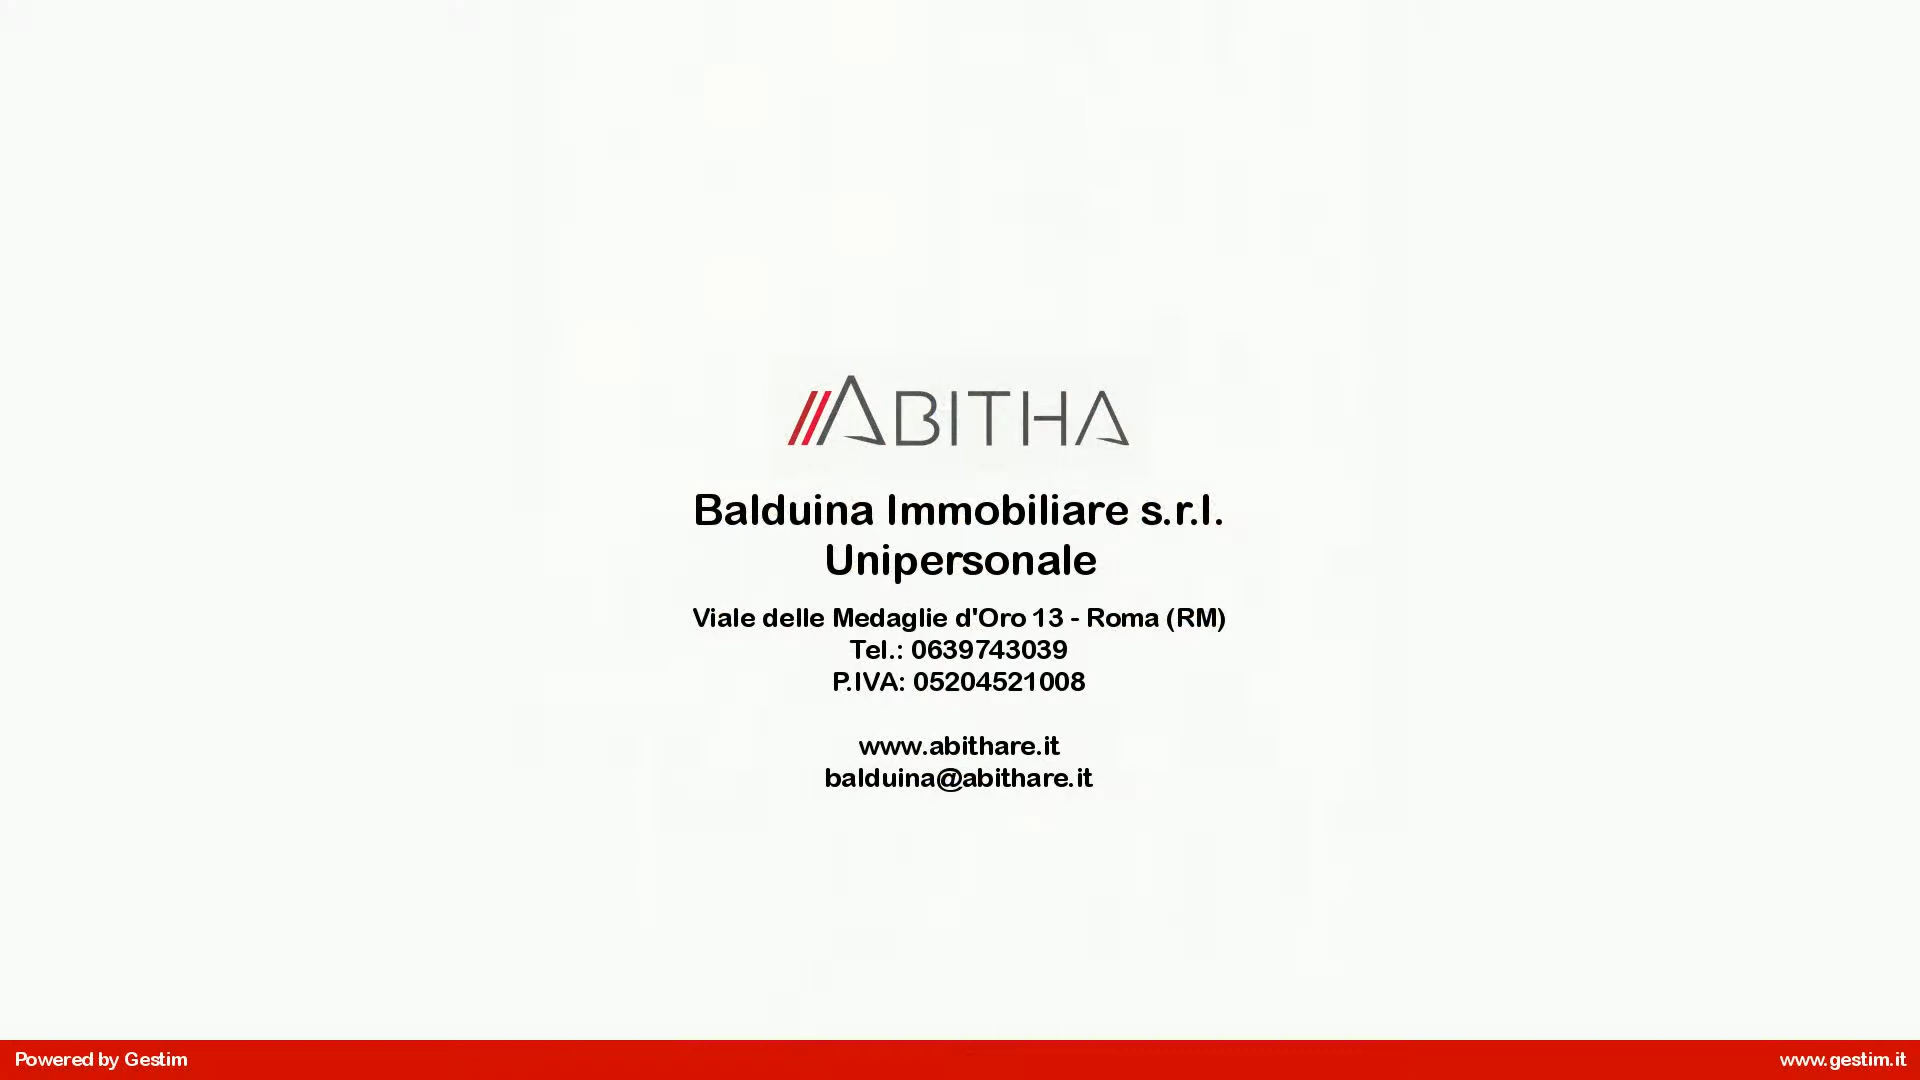 ABITHA
Balduina Immobiliare s.r.l.
Unipersonale
Viale delle Medaglie d'Oro 13 - Roma (RM)
Tel.: 0639743039
P.IVA: 05204521008
www.abithare.it
balduina@abithare.it
Powered by Gestim
www.gestim.it